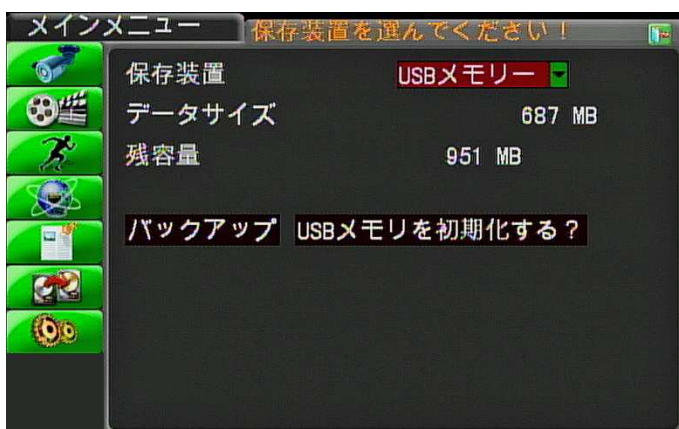 メインメニュー 保存装置を選んでください！
保存装置 USBメモリー
データサイズ 687 MB
残容量 951 MB
バックアップ USBメモリを初期化する？